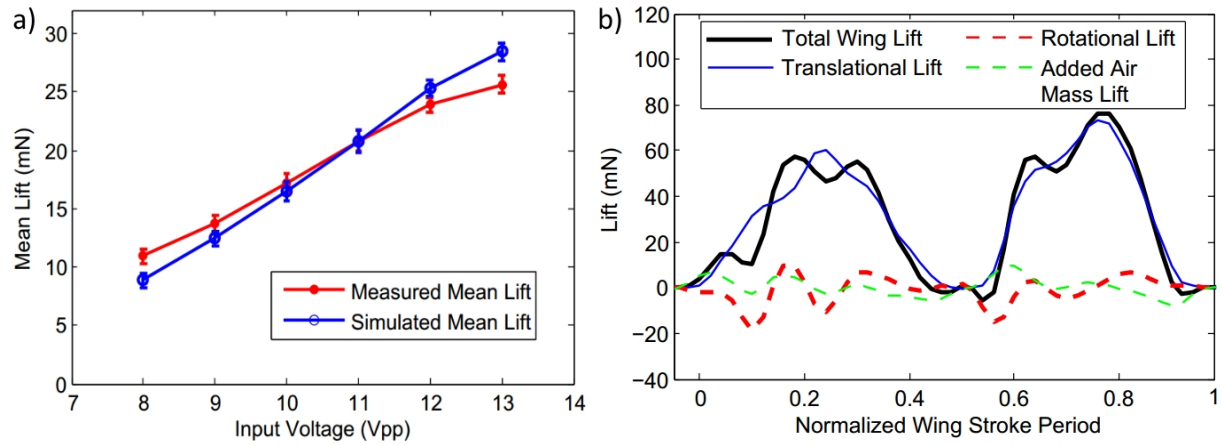 a)
30
25
20
15
10
5
0
Mean Lift (mN)
Measured Mean Lift
Simulated Mean Lift
7 8 9 10 11 12 13 14
Input Voltage (Vpp)
b)
120
100
80
60
40
20
0
−20
−40
Lift (mN)
Total Wing Lift
Translational Lift
Rotational Lift
Added Air
Mass Lift
0 0.2 0.4 0.6 0.8 1
Normalized Wing Stroke Period